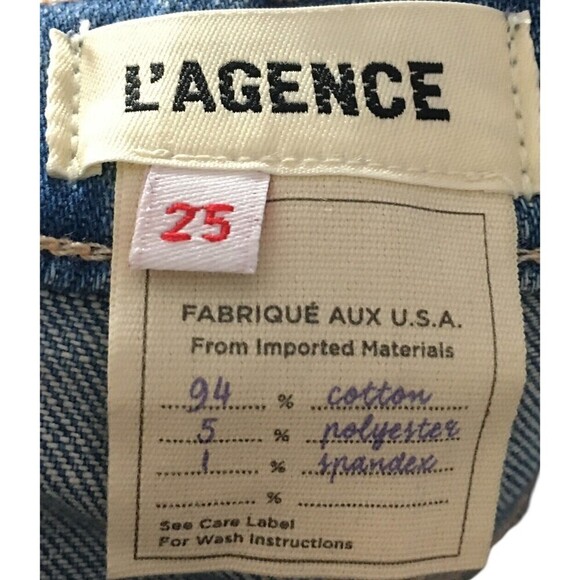 L'AGENCE
25
FABRIQUÉ AUX U.S.A.
From Imported Materials
94 % cotton
5 % polyester
1 % spandex
%
See Care Label
For Wash Instructions